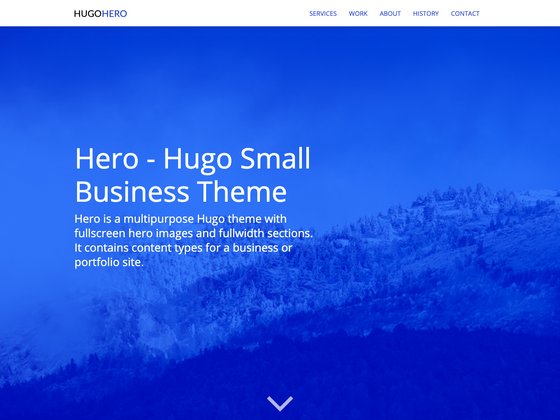 HUGOHERO
SERVICES WORK ABOUT HISTORY CONTACT
Hero - Hugo Small
Business Theme
Hero is a multipurpose Hugo theme with
fullscreen hero images and fullwidth sections.
It contains content types for a business or
portfolio site.